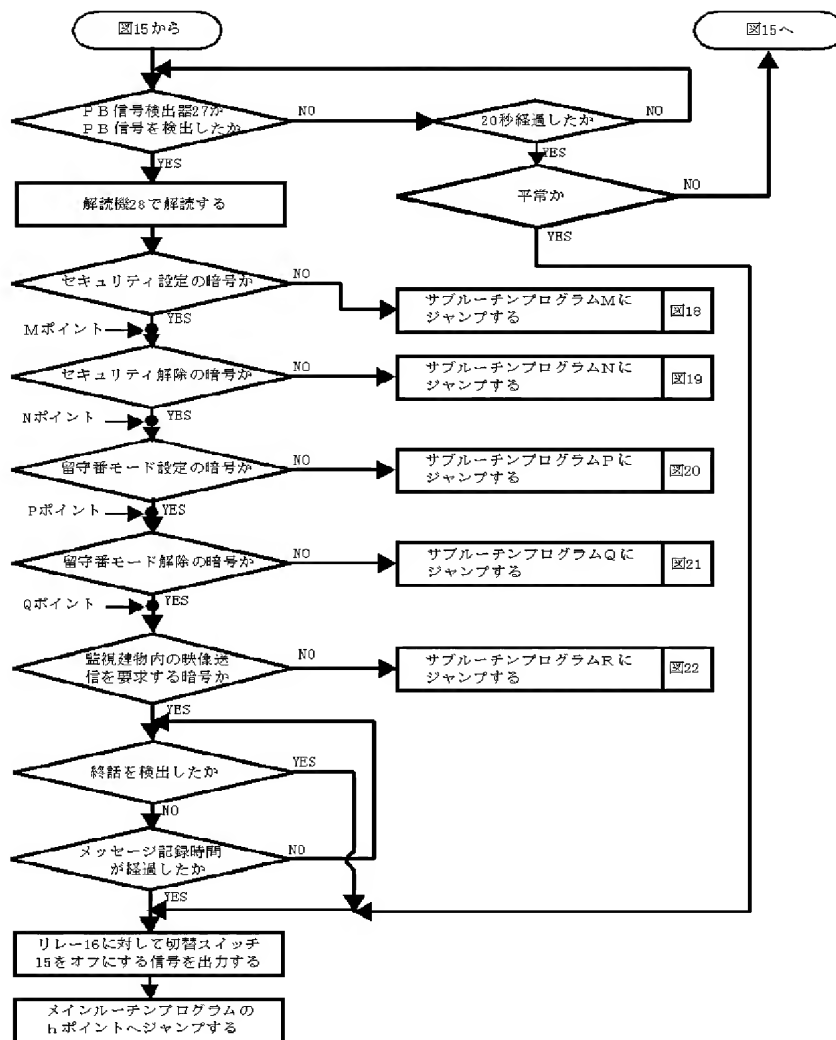 図15から
図15へ
PB信号検出器27が
PB信号を検出したか
NO
20秒経過したか
NO
YES
YES
解読機28で解読する
平常か
NO
YES
セキュリティ設定の暗号か
NO
サブルーチンプログラムMに
ジャンプする
図18
Mポイント
YES
セキュリティ解除の暗号か
NO
サブルーチンプログラムNに
ジャンプする
図19
Nポイント
YES
留守番モード設定の暗号か
NO
サブルーチンプログラムPに
ジャンプする
図20
Pポイント
YES
留守番モード解除の暗号か
NO
サブルーチンプログラムQに
ジャンプする
図21
Qポイント
YES
監視建物内の映像送
信を要求する暗号か
NO
サブルーチンプログラムRに
ジャンプする
図22
YES
終話を検出したか
YES
NO
メッセージ記録時間
が経過したか
NO
YES
リレー16に対して切替スイッチ
15をオフにする信号を出力する
メインルーチンプログラムの
hポイントへジャンプする